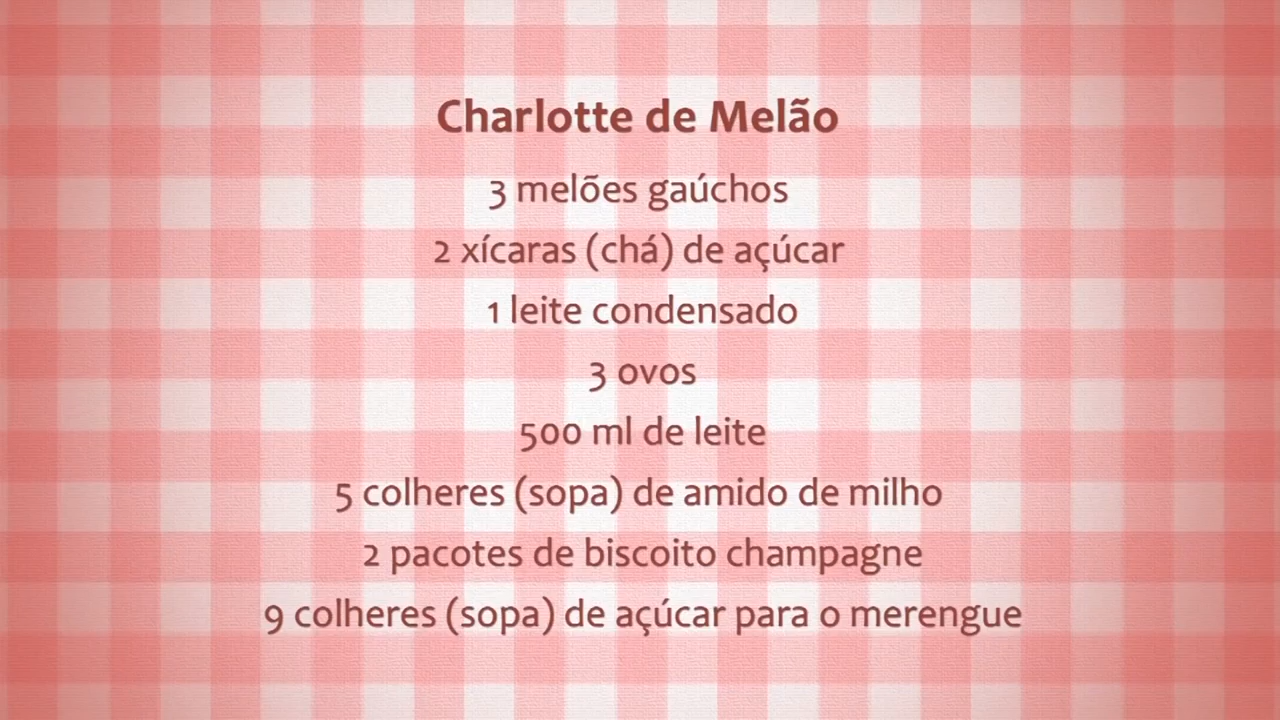 Charlotte de Melão
3 melões gaúchos
2 xícaras (chá) de açúcar
1 leite condensado
3 ovos
500 ml de leite
5 colheres (sopa) de amido de milho
2 pacotes de biscoito champagne
9 colheres (sopa) de açúcar para o merengue